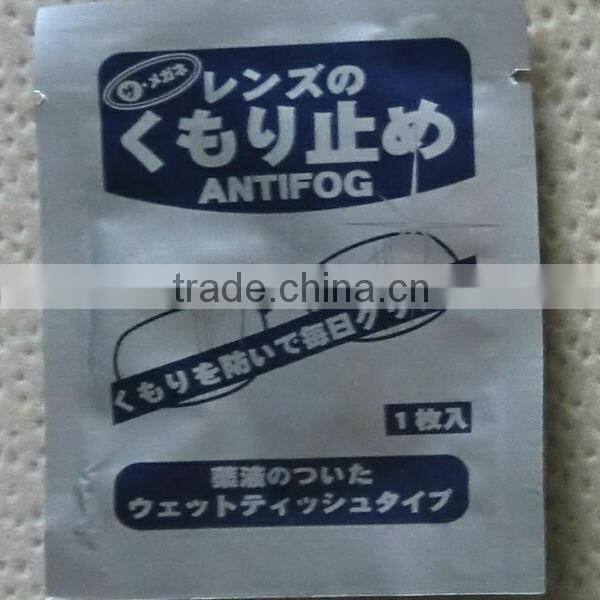 メガネ
レンズの
くもり止め
ANTIFOG
trade.china.cn
くもりを防いで毎日ク
1枚入
薬液のついた
ウェットティッシュタイプ